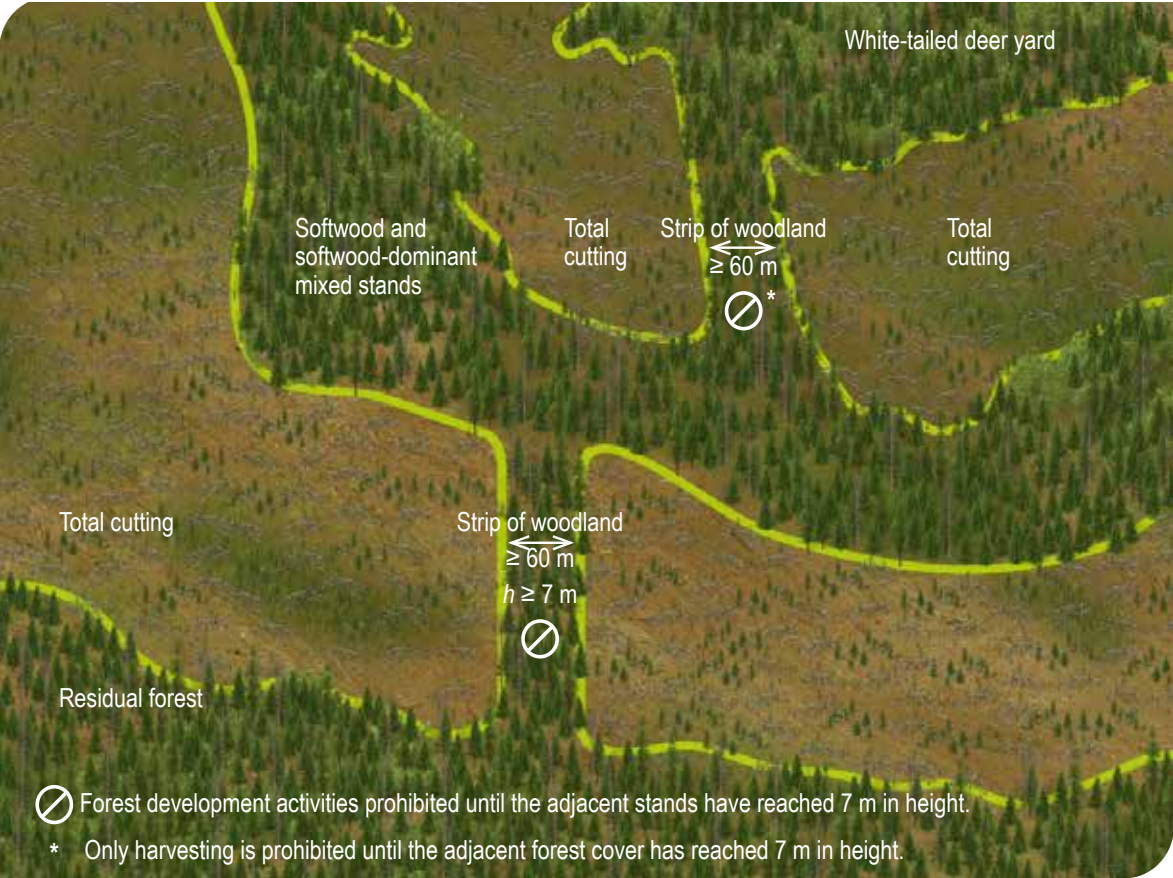 White-tailed deer yard
Softwood and
softwood-dominant
mixed stands
Total
cutting
Strip of woodland
≥ 60 m
*
Total
cutting
Total cutting
Strip of woodland
≥ 60 m
h ≥ 7 m
Residual forest
Forest development activities prohibited until the adjacent stands have reached 7 m in height.
* Only harvesting is prohibited until the adjacent forest cover has reached 7 m in height.